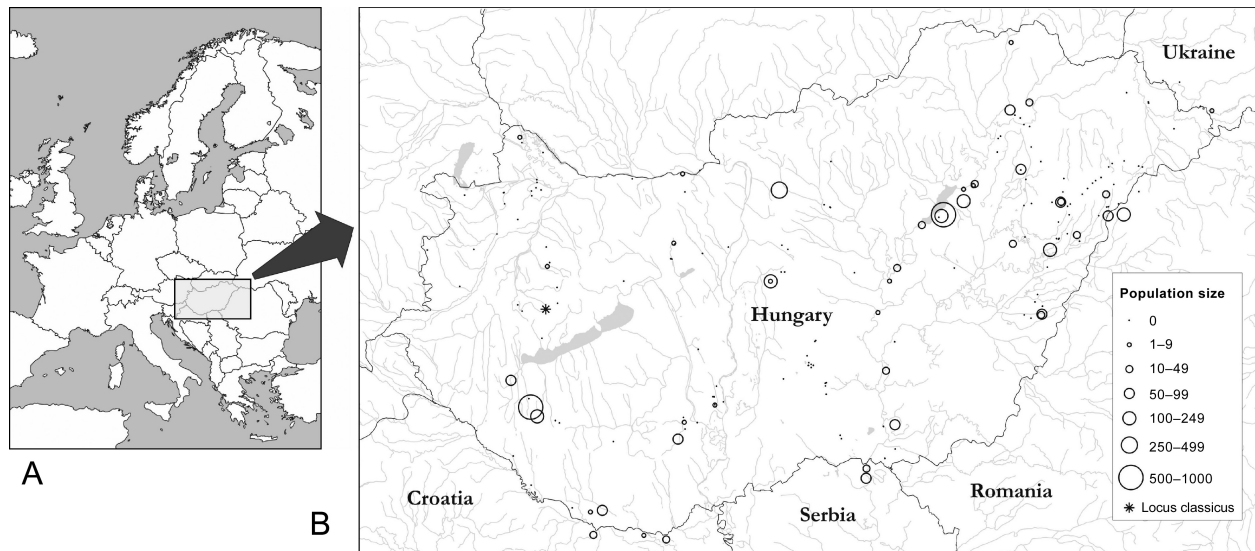 A
B
Ukraine
Hungary
Croatia
Serbia
Romania
Population size
0
1–9
10–49
50–99
100–249
250–499
500–1000
Locus classicus